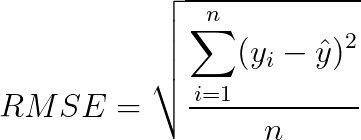 RMSE = \sqrt{\frac{\sum_{i=1}^{n}(y_i - \hat{y})^2}{n}}